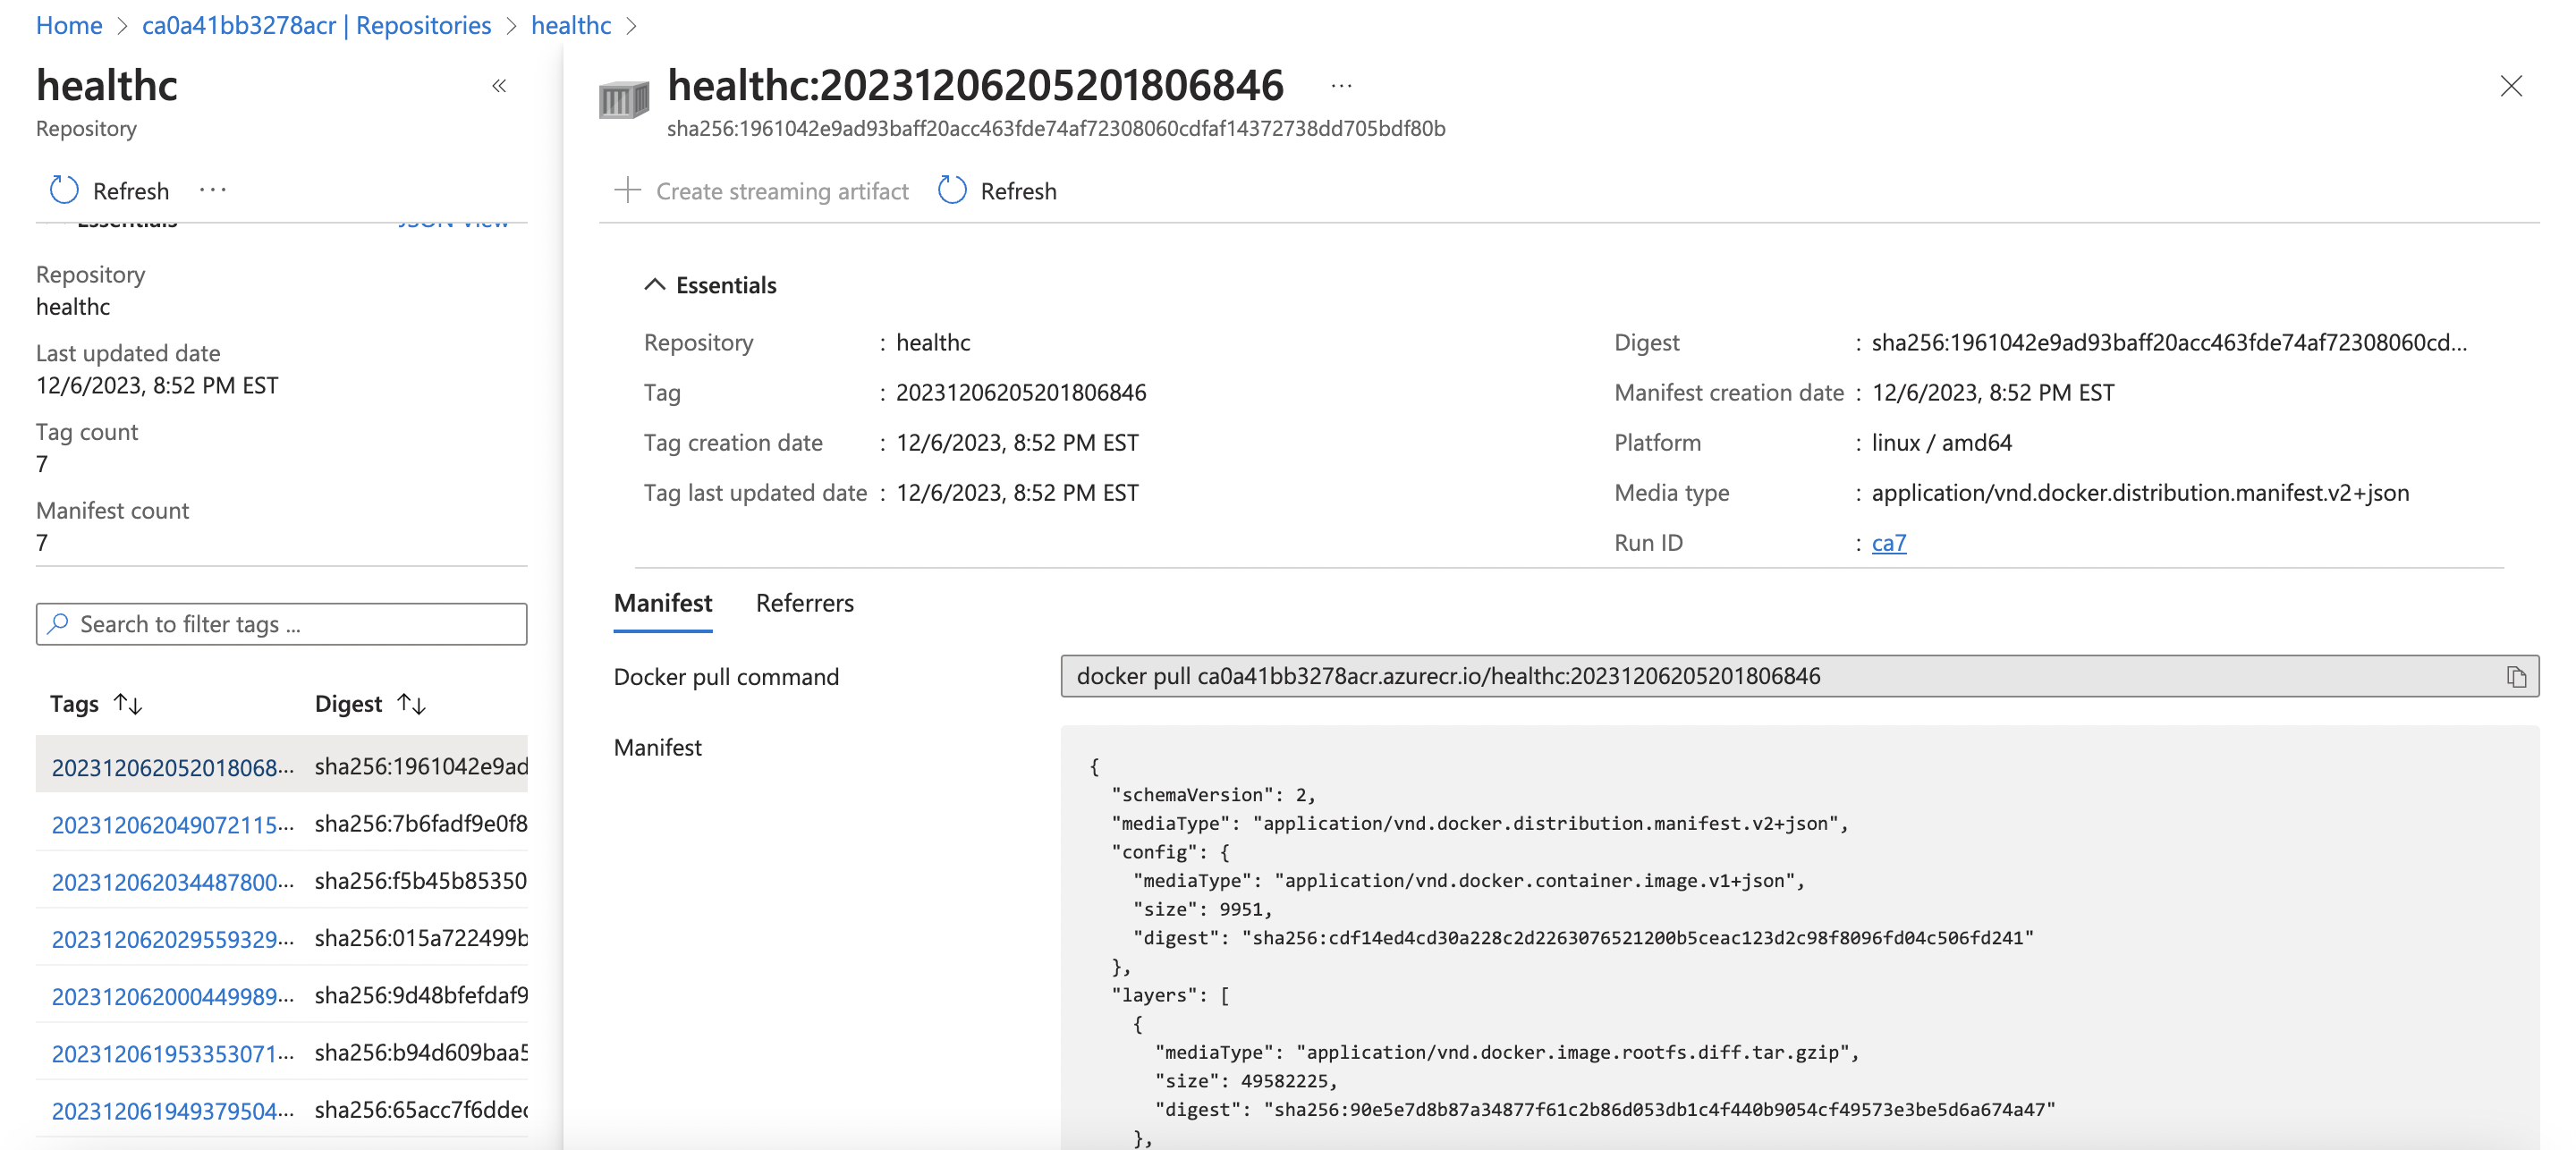 Home > ca0a41bb3278acr | Repositories > healthc >
healthc
Repository
Refresh ...
Essentials JSON View
Repository
healthc
Last updated date
12/6/2023, 8:52 PM EST
Tag count
7
Manifest count
7
Search to filter tags ...
Tags Digest
202312062052018068... sha256:1961042e9ad
202312062049072115... sha256:7b6fadf9e0f8
202312062034487800... sha256:f5b45b85350
202312062029559329... sha256:015a722499b
202312062000449989... sha256:9d48bfefdaf9
202312061953353071... sha256:b94d609baa5
202312061949379504... sha256:65acc7f6ddec
healthc:20231206205201806846 ...
sha256:1961042e9ad93baff20acc463fde74af72308060cdfaf14372738dd705bdf80b
Create streaming artifact Refresh
Essentials
Repository : healthc
Tag : 20231206205201806846
Tag creation date : 12/6/2023, 8:52 PM EST
Tag last updated date : 12/6/2023, 8:52 PM EST
Digest : sha256:1961042e9ad93baff20acc463fde74af72308060cd...
Manifest creation date : 12/6/2023, 8:52 PM EST
Platform : linux / amd64
Media type : application/vnd.docker.distribution.manifest.v2+json
Run ID : ca7
Manifest Referrers
Docker pull command
docker pull ca0a41bb3278acr.azurecr.io/healthc:20231206205201806846
Manifest
{
"schemaVersion": 2,
"mediaType": "application/vnd.docker.distribution.manifest.v2+json",
"config": {
"mediaType": "application/vnd.docker.container.image.v1+json",
"size": 9951,
"digest": "sha256:cdf14ed4cd30a228c2d2263076521200b5ceac123d2c98f8096fd04c506fd241"
},
"layers": [
{
"mediaType": "application/vnd.docker.image.rootfs.diff.tar.gzip",
"size": 49582225,
"digest": "sha256:90e5e7d8b87a34877f61c2b86d053db1c4f440b9054cf49573e3be5d6a674a47"
},